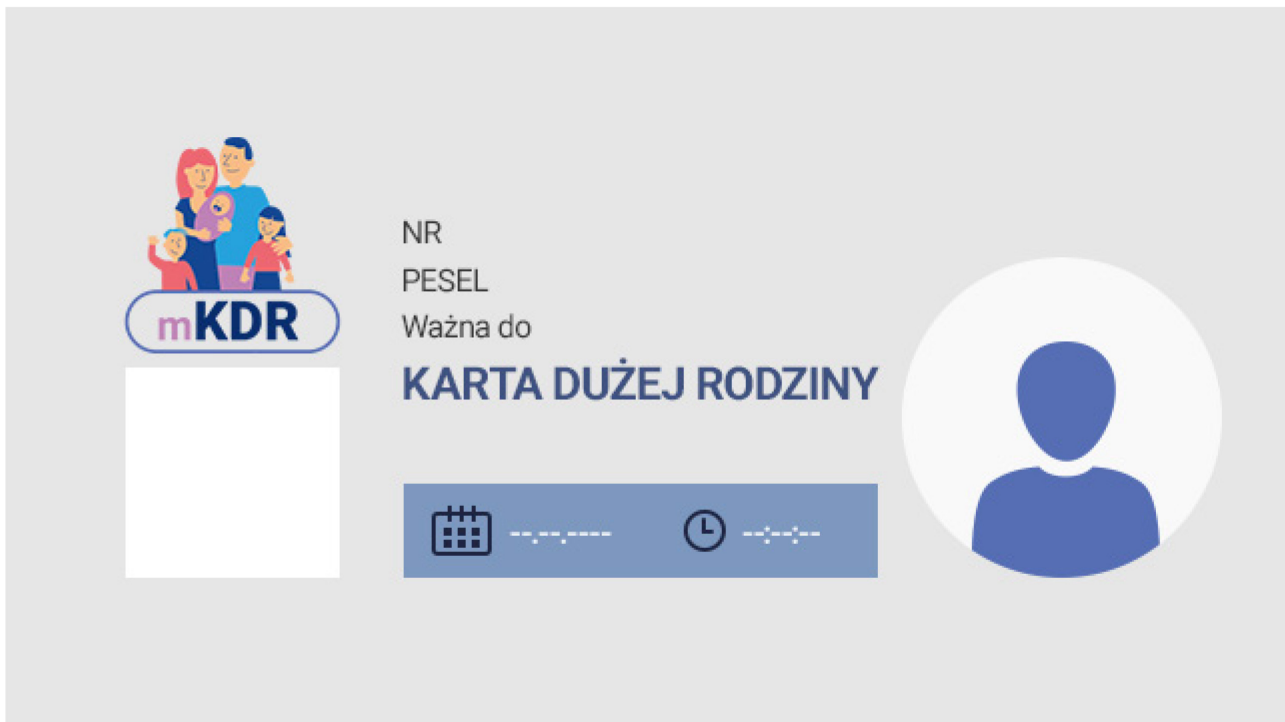 mKDR
NR
PESEL
Ważna do
KARTA DUŻEJ RODZINY
--.--.---- --:--:--